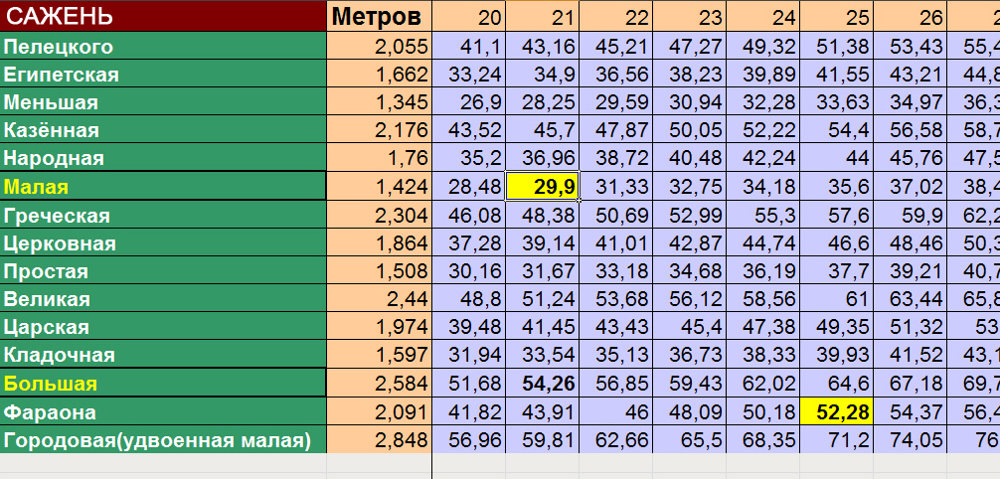 САЖЕНЬ Метров 20 21 22 23 24 25 26 2
Пелецкого 2,055 41,1 43,16 45,21 47,27 49,32 51,38 53,43 55,4
Египетская 1,662 33,24 34,9 36,56 38,23 39,89 41,55 43,21 44,8
Меньшая 1,345 26,9 28,25 29,59 30,94 32,28 33,63 34,97 36,3
Казённая 2,176 43,52 45,7 47,87 50,05 52,22 54,4 56,58 58,7
Народная 1,76 35,2 36,96 38,72 40,48 42,24 44 45,76 47,5
Малая 1,424 28,48 29,9 31,33 32,75 34,18 35,6 37,02 38,4
Греческая 2,304 46,08 48,38 50,69 52,99 55,3 57,6 59,9 62,2
Церковная 1,864 37,28 39,14 41,01 42,87 44,74 46,6 48,46 50,3
Простая 1,508 30,16 31,67 33,18 34,68 36,19 37,7 39,21 40,7
Великая 2,44 48,8 51,24 53,68 56,12 58,56 61 63,44 65,8
Царская 1,974 39,48 41,45 43,43 45,4 47,38 49,35 51,32 53
Кладочная 1,597 31,94 33,54 35,13 36,73 38,33 39,93 41,52 43,1
Большая 2,584 51,68 54,26 56,85 59,43 62,02 64,6 67,18 69,7
Фараона 2,091 41,82 43,91 46 48,09 50,18 52,28 54,37 56,4
Городовая(удвоенная малая) 2,848 56,96 59,81 62,66 65,5 68,35 71,2 74,05 76